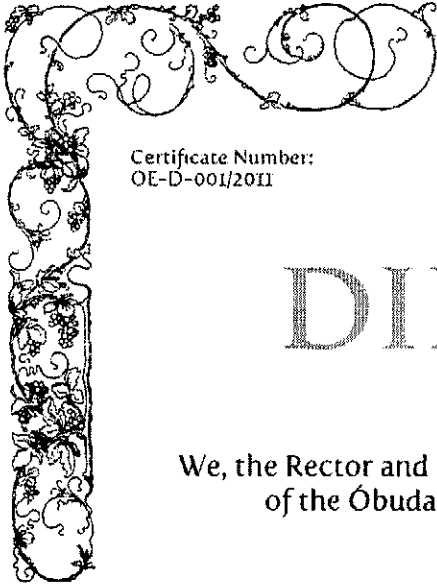 Certificate Number:
OE-D-001/2011
DI
We, the Rector and
of the Óbuda